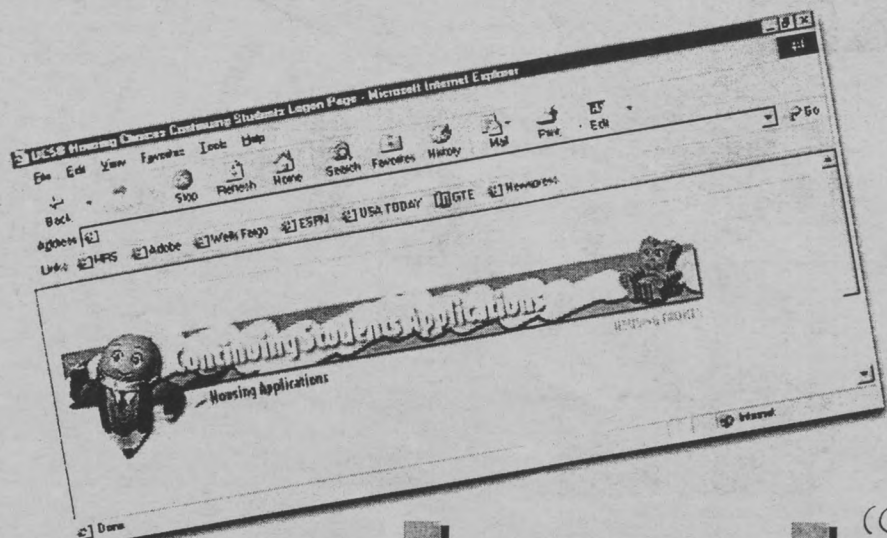 UCSB Housing Choices Continuing Students Logon Page - Microsoft Internet Explorer
File Edit View Favorites Tools Help
Back Stop Refresh Home Search Favorites History Mail Print Edit
Address Go
Links HRS Adobe Wells Fargo ESPN USA TODAY GTE Newspress
Continuing Students Applications
HOUSING CHOICES
Housing Applications
Done Internet